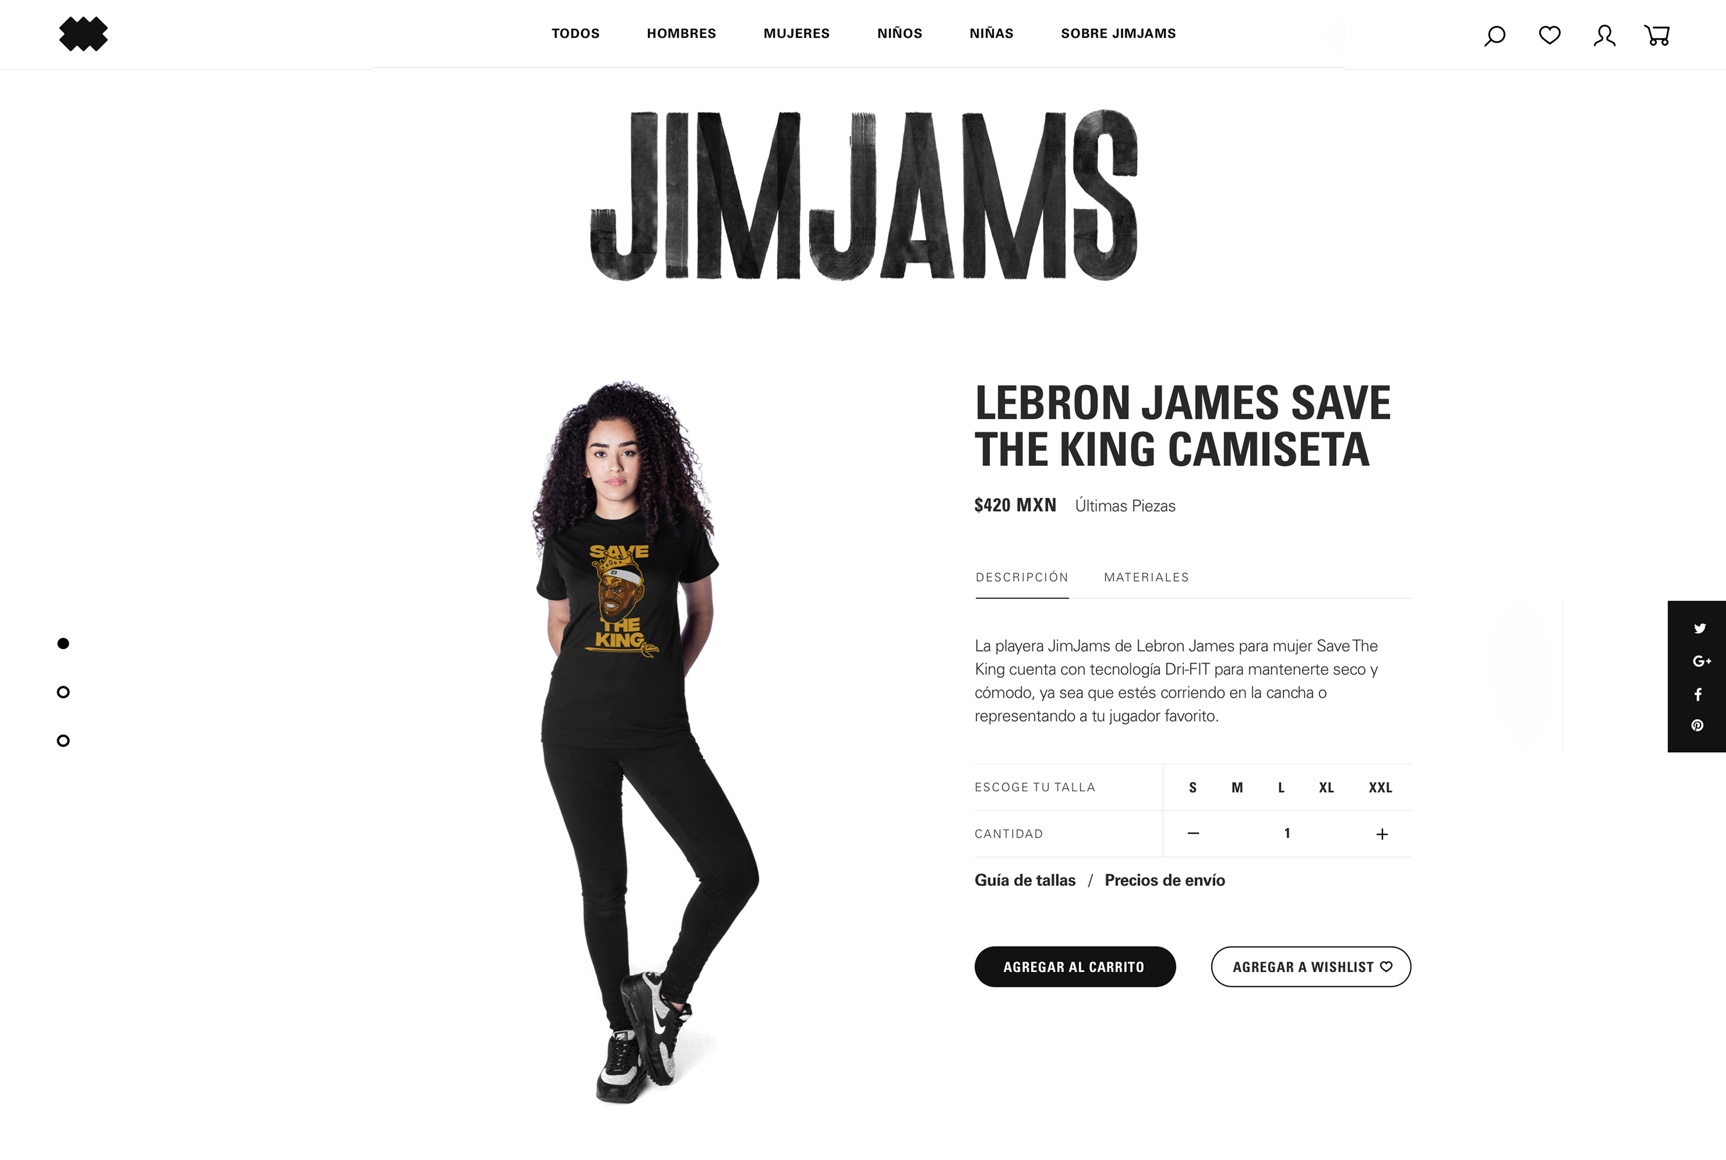 TODOS HOMBRES MUJERES NIÑOS NIÑAS SOBRE JIMJAMS
JIMJAMS
LEBRON JAMES SAVE
THE KING CAMISETA
$420 MXN Últimas Piezas
SAVE
23
THE
KING
DESCRIPCIÓN MATERIALES
La playera JimJams de Lebron James para mujer Save The
King cuenta con tecnología Dri-FIT para mantenerte seco y
cómodo, ya sea que estés corriendo en la cancha o
representando a tu jugador favorito.
ESCOGE TU TALLA S M L XL XXL
CANTIDAD — 1 +
Guía de tallas / Precios de envío
AGREGAR AL CARRITO AGREGAR A WISHLIST
G+